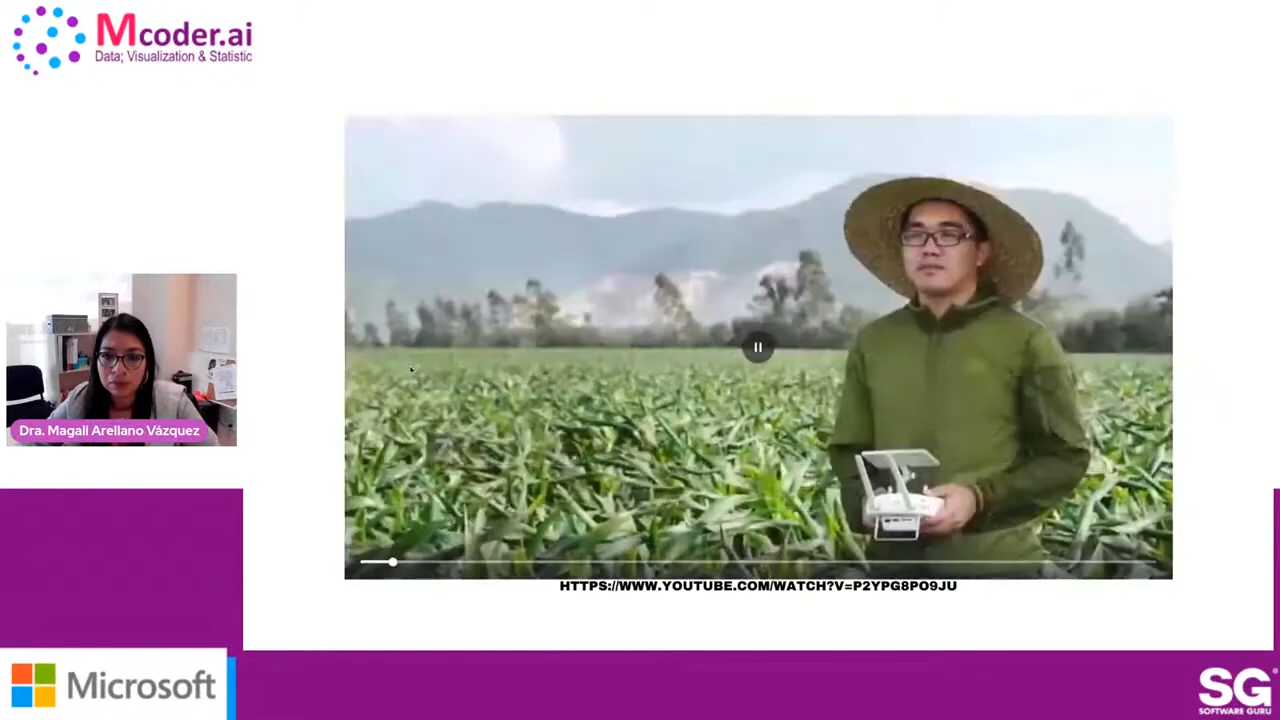 Mcoder.ai
Data; Visualization & Statistic
Dra. Magali Arellano Vázquez
HTTPS://WWW.YOUTUBE.COM/WATCH?V=P2YPG8PO9JU
Microsoft
SG
SOFTWARE GURU